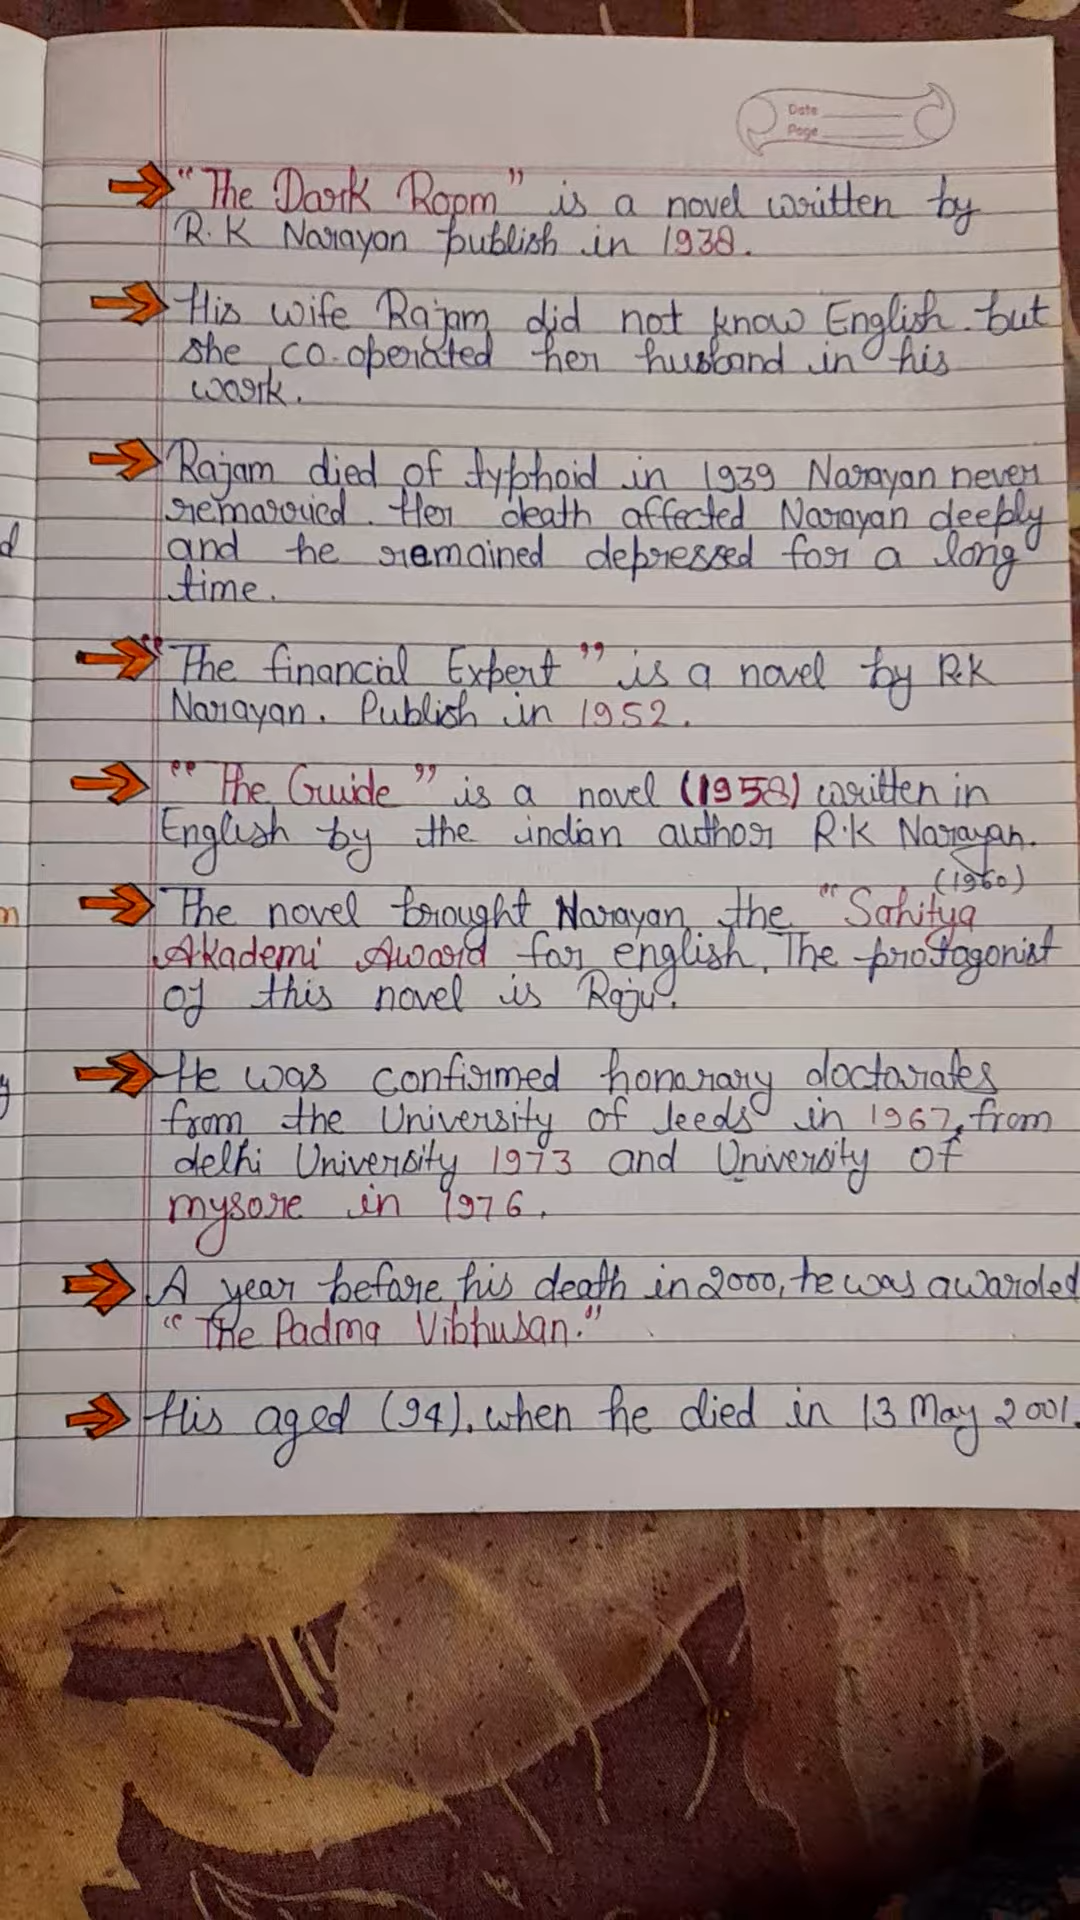 Date
Page
"The Dark Room" is a novel written by
R.K Narayan publish in 1938.
His wife Rajam did not know English. but
she co-operated her husband in his
work.
Rajam died of typhoid in 1939 Narayan never
remarried. Her death affected Narayan deeply
and he remained depressed for a long
time.
"The financial Expert" is a novel by R.K
Narayan. Publish in 1952.
"The Guide" is a novel (1958) written in
English by the indian author R.K Narayan.
(1960)
The novel brought Narayan the "Sahitya
Akademi Award for english. The protagonist
of this novel is Raju.
He was confirmed honorary doctorates
from the University of leeds in 1967, from
delhi University 1973 and University of
mysore in 1976.
A year before his death in 2000, he was awarded
"The Padma Vibhusan."
His aged (94), when he died in 13 May 2001.